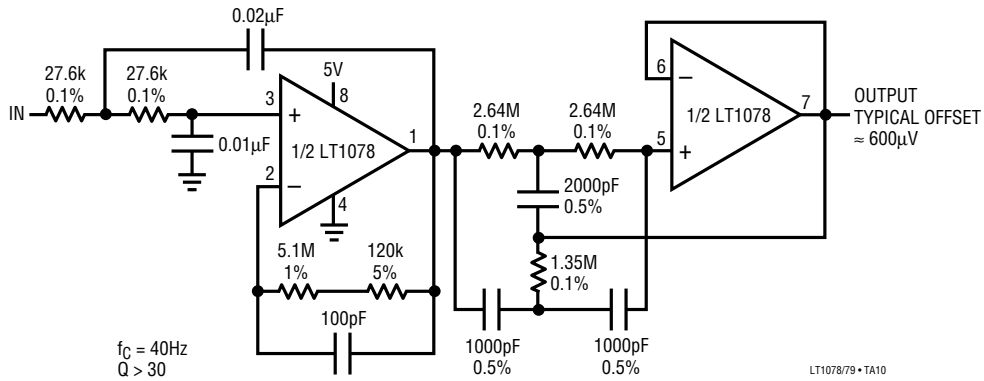 0.02µF
27.6k
0.1%
27.6k
0.1%
IN
0.01µF
5V
8
3
+
1/2 LT1078
1
2
−
4
5.1M
1%
120k
5%
100pF
2.64M
0.1%
2.64M
0.1%
2000pF
0.5%
1.35M
0.1%
1000pF
0.5%
1000pF
0.5%
6
−
1/2 LT1078
7
5
+
OUTPUT
TYPICAL OFFSET
≈ 600µV
fC = 40Hz
Q > 30
LT1078/79 • TA10